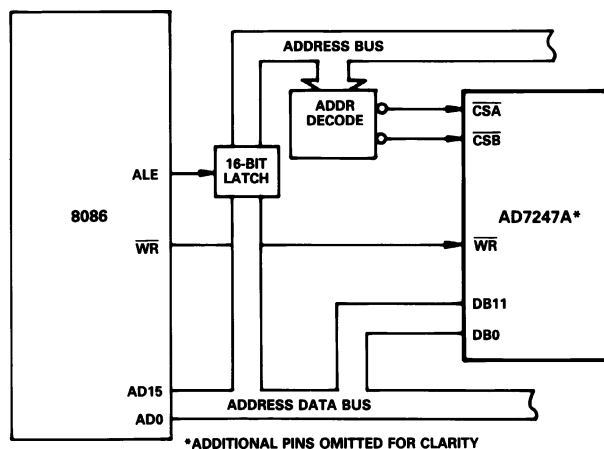 ADDRESS BUS
ADDR
DECODE
CSA
CSB
16-BIT
LATCH
ALE
8086
AD7247A*
WR
WR
DB11
DB0
AD15
ADDRESS DATA BUS
AD0
*ADDITIONAL PINS OMITTED FOR CLARITY